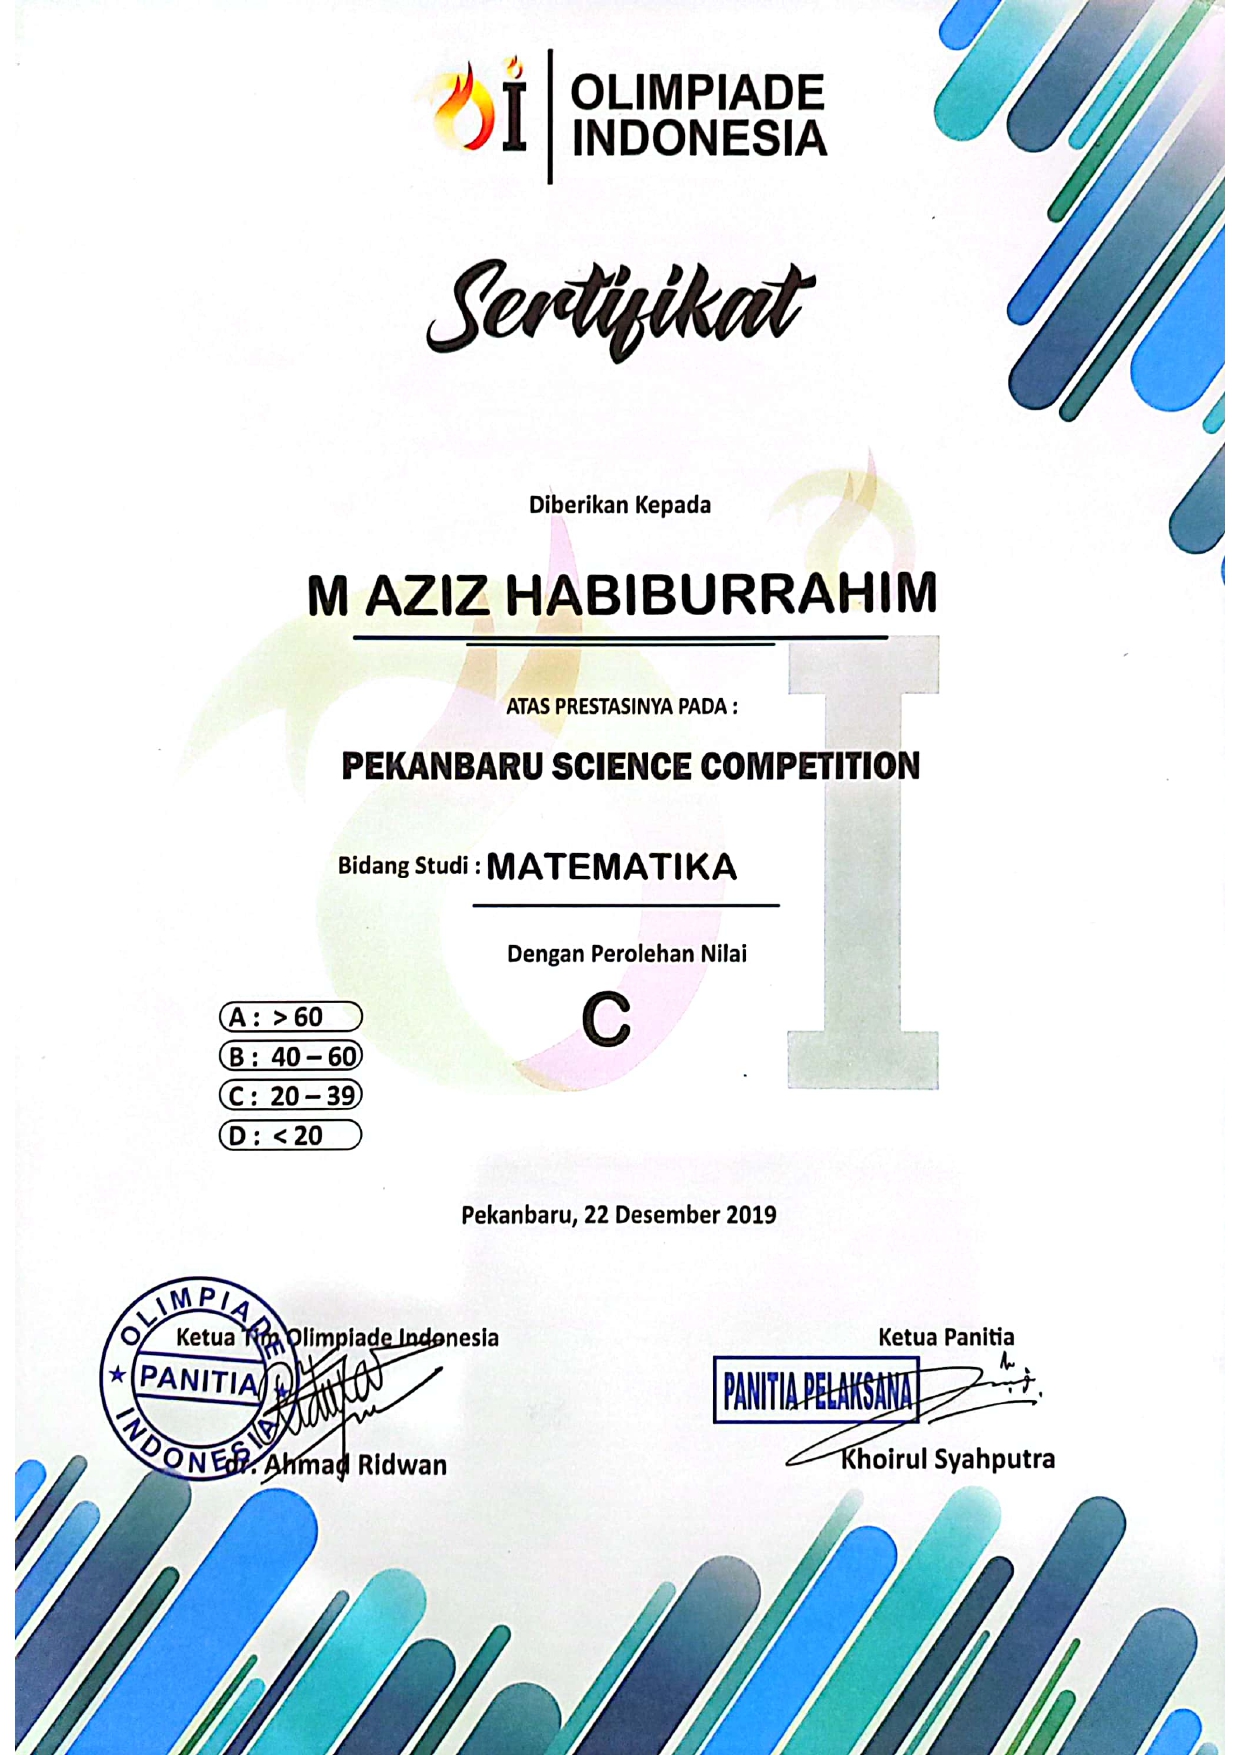 OLIMPIADE
INDONESIA
Sertifikat
Diberikan Kepada
M AZIZ HABIBURRAHIM
ATAS PRESTASINYA PADA :
PEKANBARU SCIENCE COMPETITION
Bidang Studi : MATEMATIKA
Dengan Perolehan Nilai
C
A : > 60
B : 40 – 60
C : 20 – 39
D : < 20
Pekanbaru, 22 Desember 2019
Ketua Tim Olimpiade Indonesia
OLIMPIADE
PANITIA
INDONESIA
dr. Ahmad Ridwan
Ketua Panitia
PANITIA PELAKSANA
Khoirul Syahputra